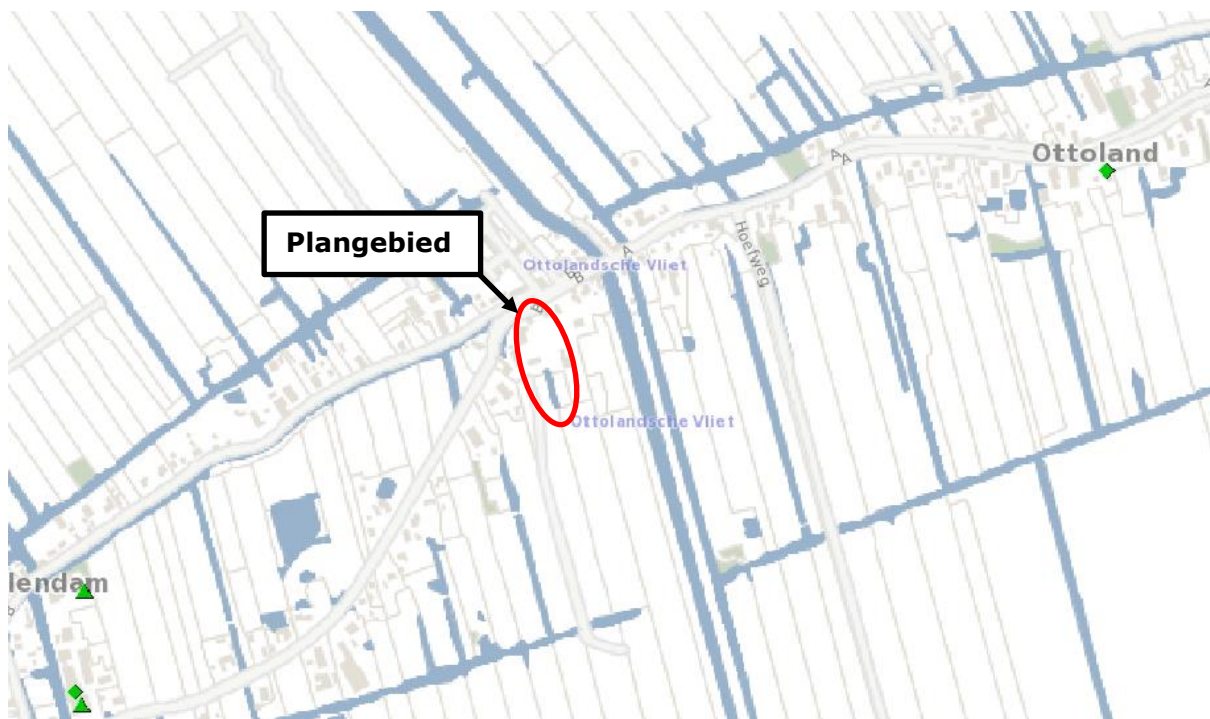 Ottoland
A
A A
Hoefweg
Plangebied
Ottolandsche Vliet
A
B
B
B
Ottolandsche Vliet
lendam
B